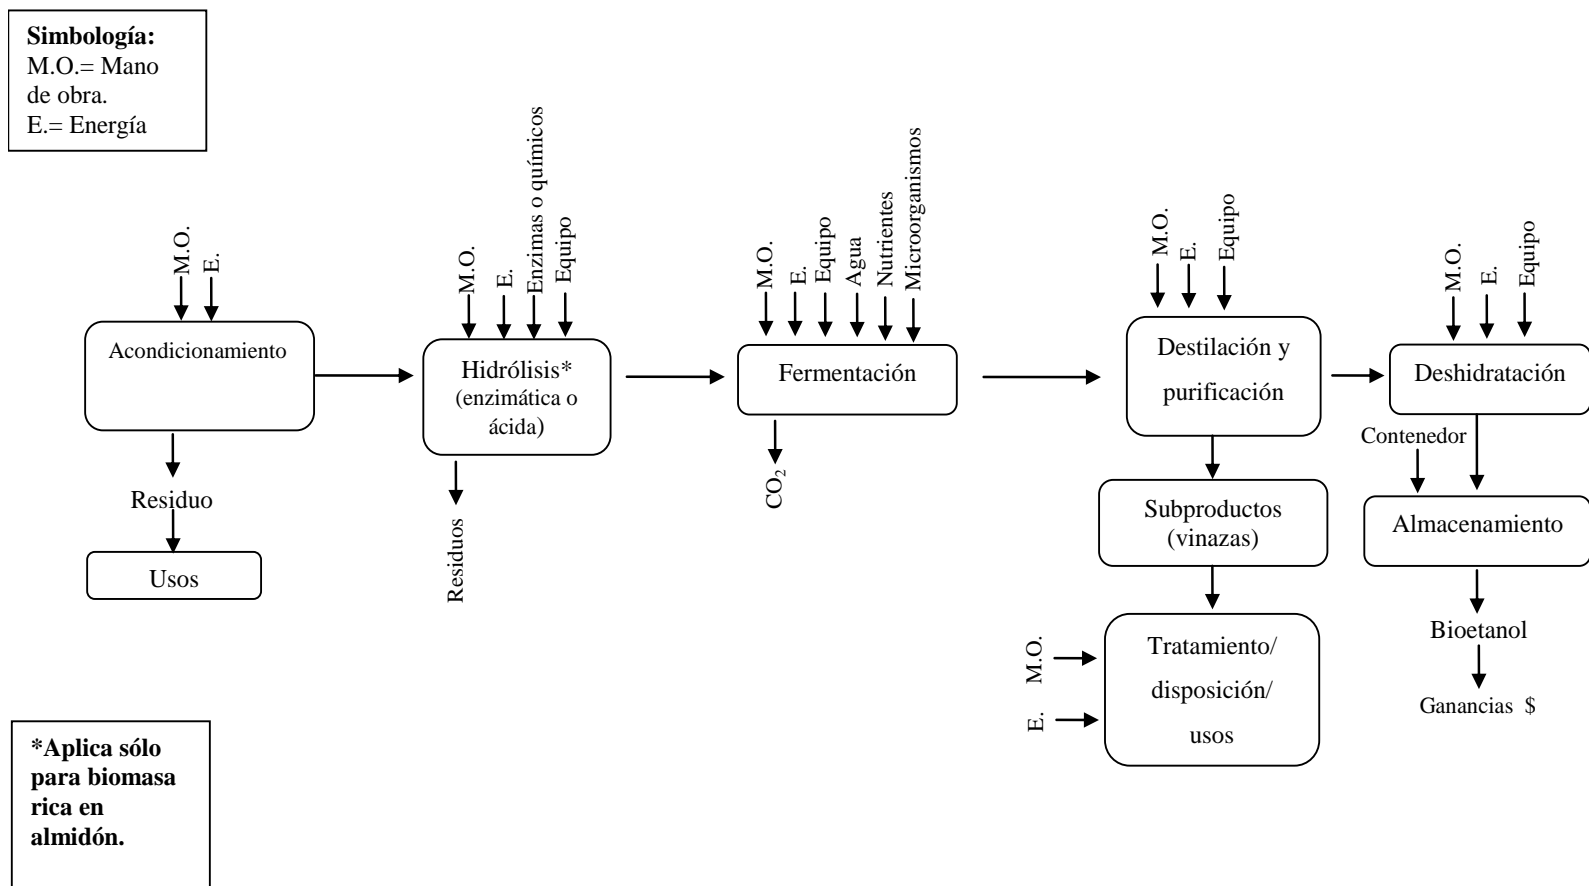 Simbología:
M.O.= Mano
de obra.
E.= Energía
M.O.
E.
Acondicionamiento
Residuo
Usos
M.O.
E.
Enzimas o químicos
Equipo
Hidrólisis*
(enzimática o
ácida)
Residuos
M.O.
E.
Equipo
Agua
Nutrientes
Microorganismos
Fermentación
CO₂
M.O.
E.
Equipo
Destilación y
purificación
Subproductos
(vinazas)
M.O.
E.
Tratamiento/
disposición/
usos
M.O.
E.
Equipo
Deshidratación
Contenedor
Almacenamiento
Bioetanol
Ganancias $
*Aplica sólo
para biomasa
rica en
almidón.